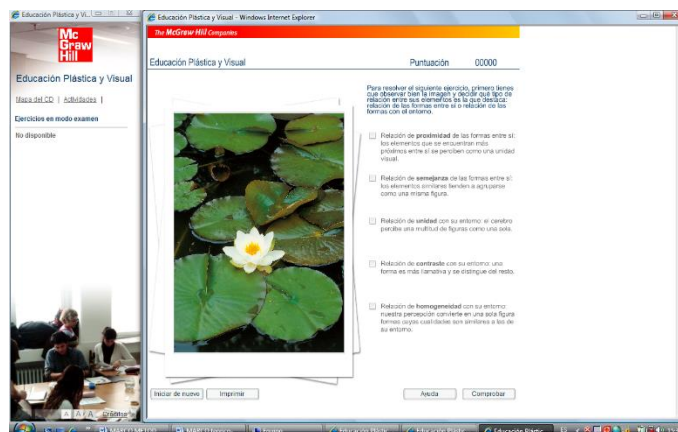 Educación Plástica y Vi...
Educación Plástica y Visual - Windows Internet Explorer
Mc
Graw
Hill
Educación Plástica y Visual
Mapa del CD | Actividades |
Ejercicios en modo examen
No disponible
A A A Créditos
The McGraw Hill Companies
Educación Plástica y Visual Puntuación 00000
Para resolver el siguiente ejercicio, primero tienes
que observar bien la imagen y decidir qué tipo de
relación entre sus elementos es la que destaca:
relación de las formas entre sí o relación de las
formas con el entorno.
Relación de proximidad de las formas entre sí:
los elementos que se encuentran más
próximos entre sí se perciben como una unidad
visual.
Relación de semejanza de las formas entre sí:
los elementos similares tienden a agruparse
como una misma figura.
Relación de unidad con su entorno: el cerebro
percibe una multitud de figuras como una sola.
Relación de contraste con su entorno: una
forma es más llamativa y se distingue del resto.
Relación de homogeneidad con su entorno:
nuestra percepción convierte en una sola figura
formas cuyas cualidades son similares a las de
su entorno.
Iniciar de nuevo Imprimir Ayuda Comprobar